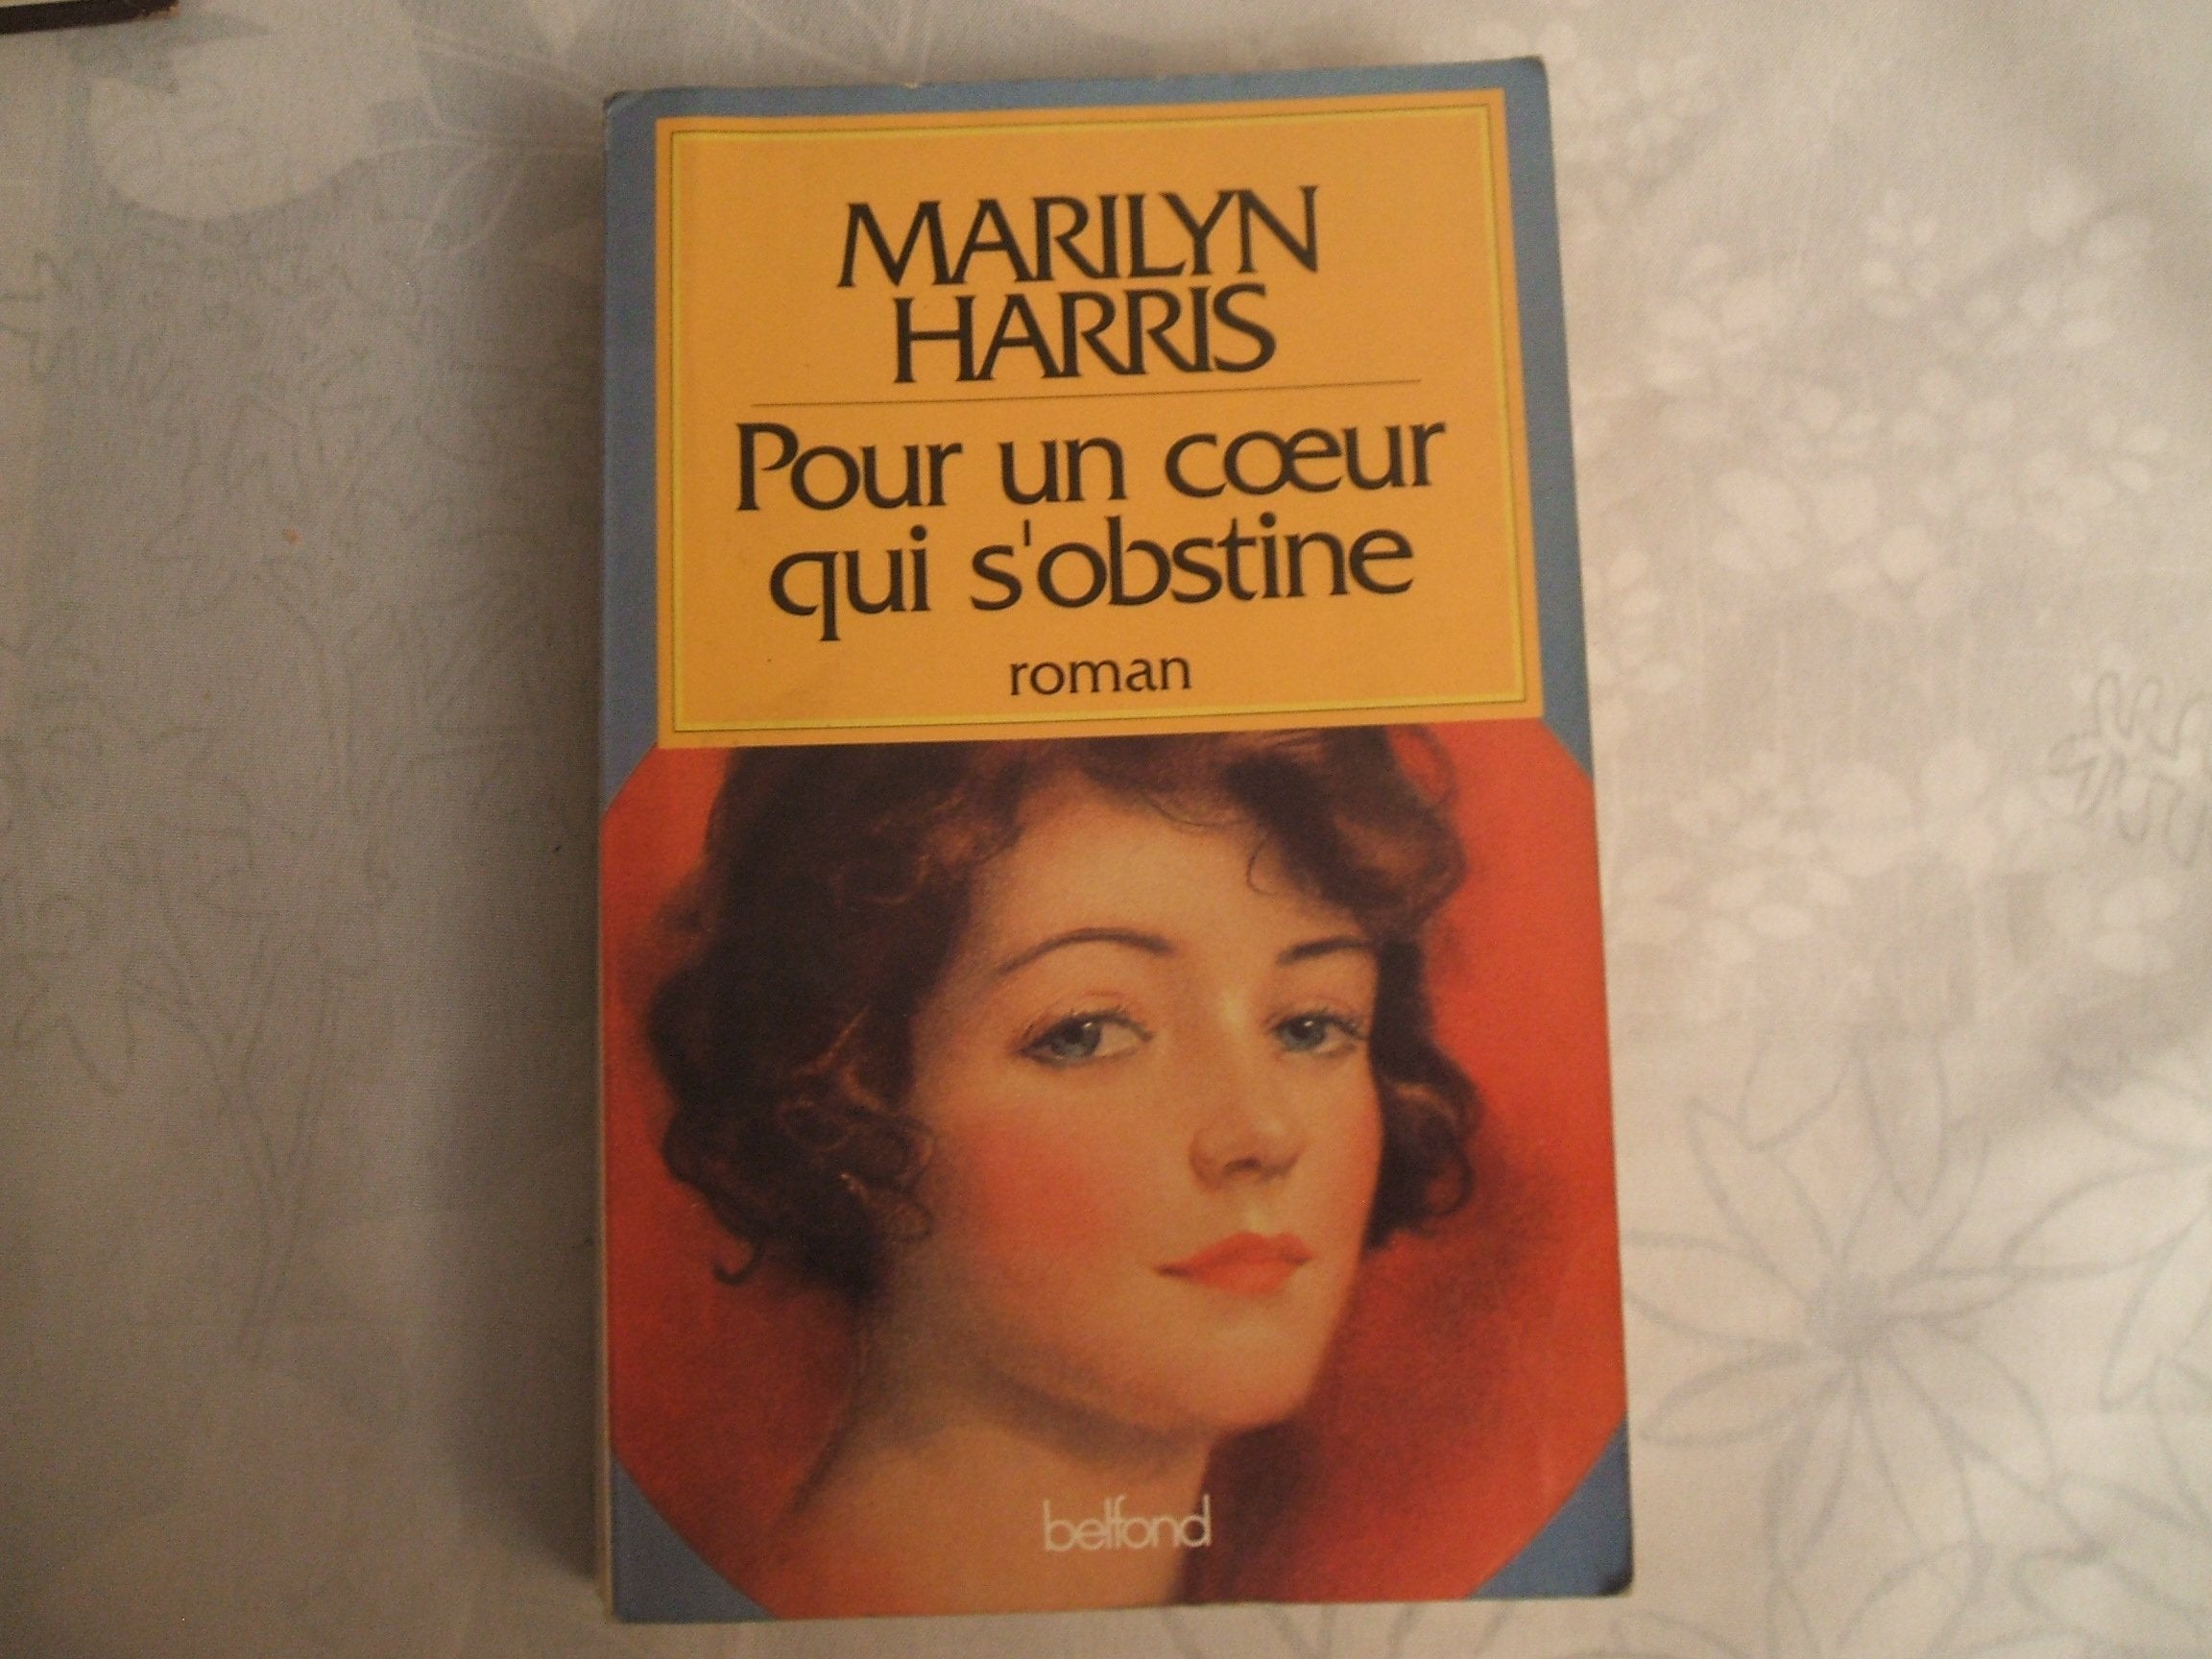 MARILYN
HARRIS
Pour un cœur
qui s'obstine
roman
belfond